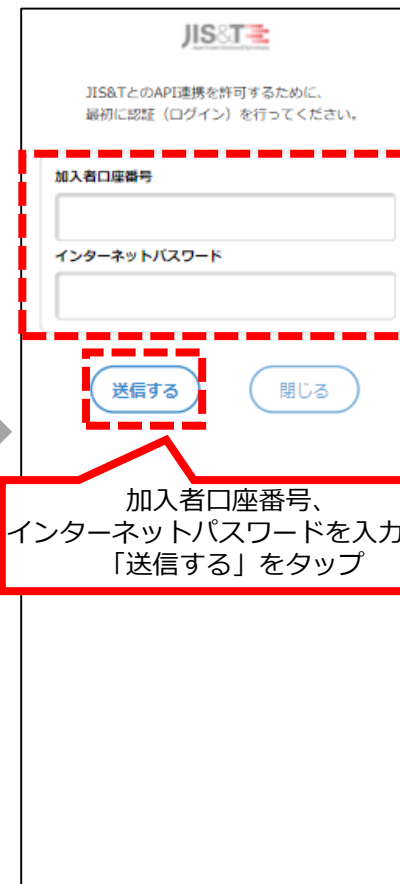 JIS&T
JIS&TとのAPI連携を許可するために、
最初に認証（ログイン）を行ってください。
加入者口座番号
インターネットパスワード
送信する
閉じる
加入者口座番号、
インターネットパスワードを入力
「送信する」をタップ